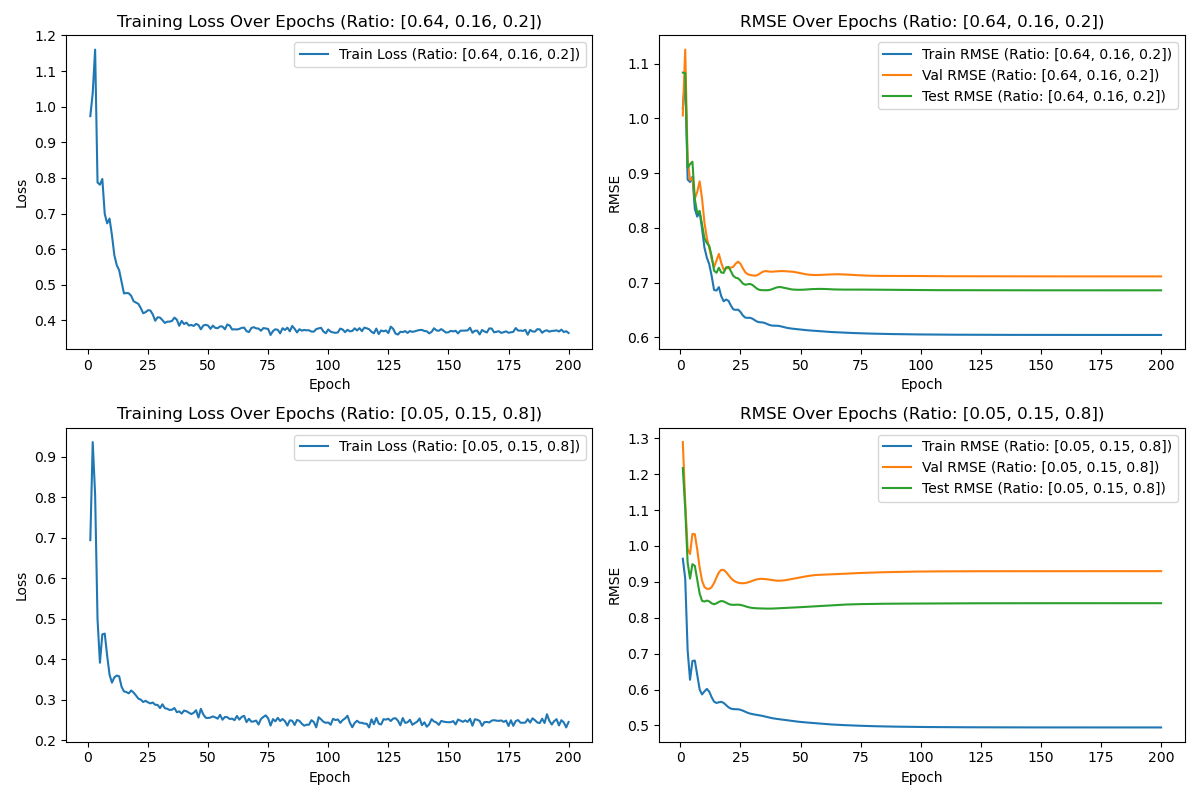 Training Loss Over Epochs (Ratio: [0.64, 0.16, 0.2])
1.2
1.1
1.0
0.9
0.8
0.7
0.6
0.5
0.4
Loss
Train Loss (Ratio: [0.64, 0.16, 0.2])
0 25 50 75 100 125 150 175 200
Epoch
RMSE Over Epochs (Ratio: [0.64, 0.16, 0.2])
1.1
1.0
0.9
0.8
0.7
0.6
RMSE
Train RMSE (Ratio: [0.64, 0.16, 0.2])
Val RMSE (Ratio: [0.64, 0.16, 0.2])
Test RMSE (Ratio: [0.64, 0.16, 0.2])
0 25 50 75 100 125 150 175 200
Epoch
Training Loss Over Epochs (Ratio: [0.05, 0.15, 0.8])
0.9
0.8
0.7
0.6
0.5
0.4
0.3
0.2
Loss
Train Loss (Ratio: [0.05, 0.15, 0.8])
0 25 50 75 100 125 150 175 200
Epoch
RMSE Over Epochs (Ratio: [0.05, 0.15, 0.8])
1.3
1.2
1.1
1.0
0.9
0.8
0.7
0.6
0.5
RMSE
Train RMSE (Ratio: [0.05, 0.15, 0.8])
Val RMSE (Ratio: [0.05, 0.15, 0.8])
Test RMSE (Ratio: [0.05, 0.15, 0.8])
0 25 50 75 100 125 150 175 200
Epoch